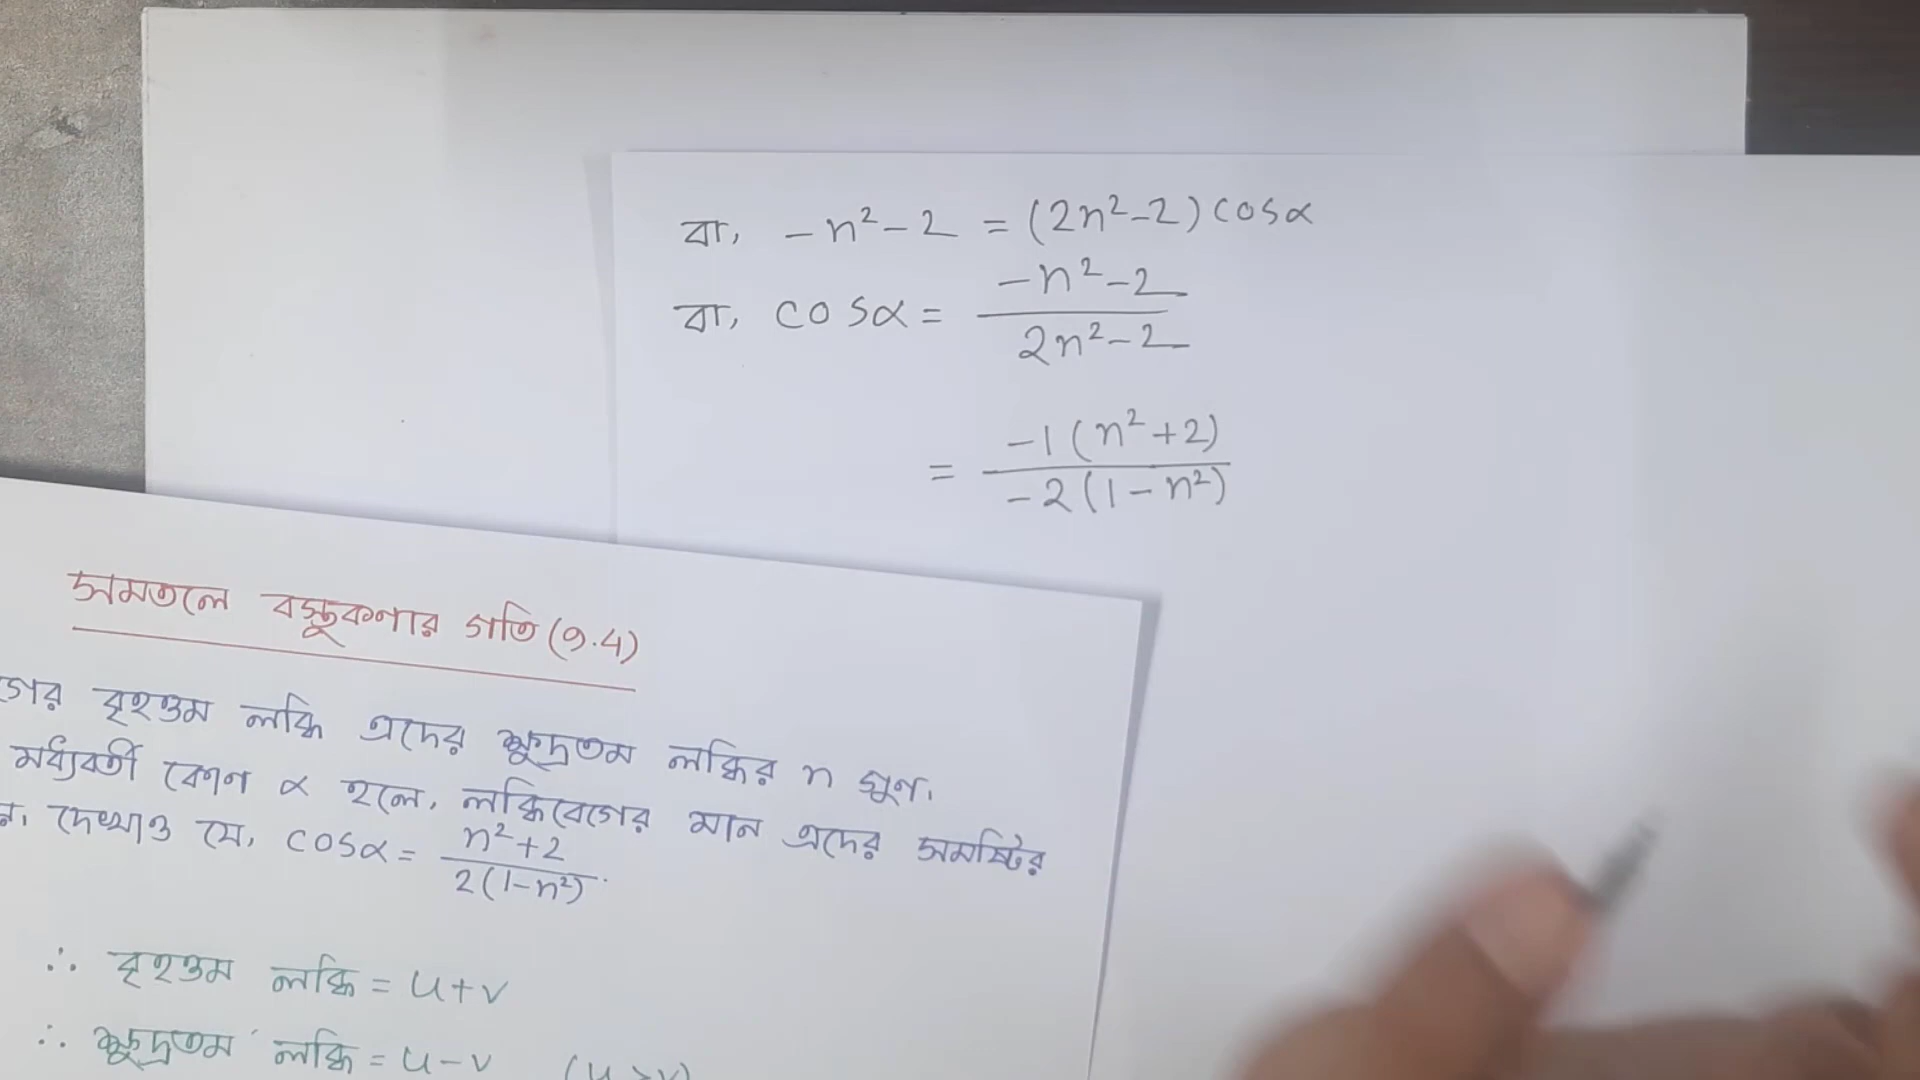 বা, -n²-2 = (2n²-2) cosα
বা, cosα = (-n²-2)/(2n²-2)
= -1(n²+2)/-2(1-n²)
সমতলে বস্তুকণার গতি (9.4)
গের বৃহত্তম লব্ধি এদের ক্ষুদ্রতম লব্ধির n গুণ।
মধ্যবর্তী কোণ α হলে, লব্ধিবেগের মান এদের সমষ্টির
দেখাও যে, cosα = (n²+2)/2(1-n²).
∴ বৃহত্তম লব্ধি = u+v
∴ ক্ষুদ্রতম লব্ধি = u-v (u>v)